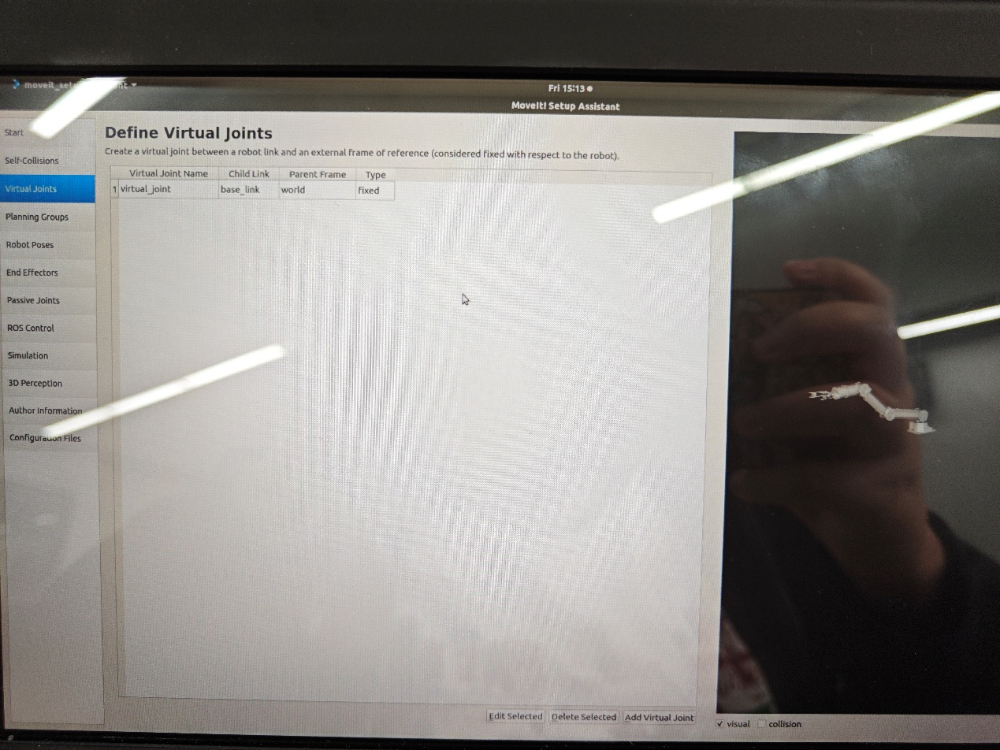 moveit_set
Fri 15:13
MoveIt! Setup Assistant
Start
Self-Collisions
Virtual Joints
Planning Groups
Robot Poses
End Effectors
Passive Joints
ROS Control
Simulation
3D Perception
Author Information
Configuration Files
Define Virtual Joints
Create a virtual joint between a robot link and an external frame of reference (considered fixed with respect to the robot).
Virtual Joint Name Child Link Parent Frame Type
1 virtual_joint base_link world fixed
Edit Selected Delete Selected Add Virtual Joint
visual collision